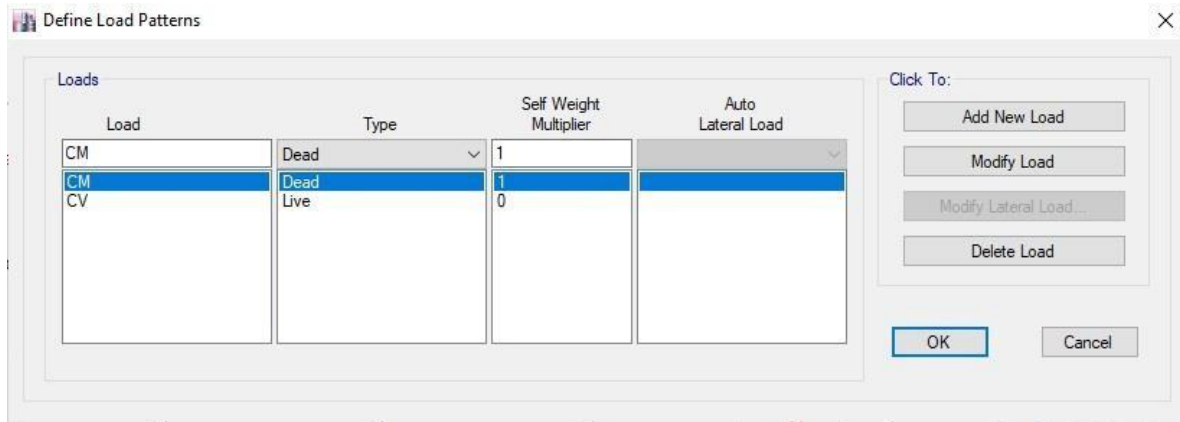 Define Load Patterns
Loads
Click To:
Load Type Self Weight Multiplier Auto Lateral Load
CM Dead 1
CM Dead 1
CV Live 0
Add New Load
Modify Load
Modify Lateral Load...
Delete Load
OK Cancel